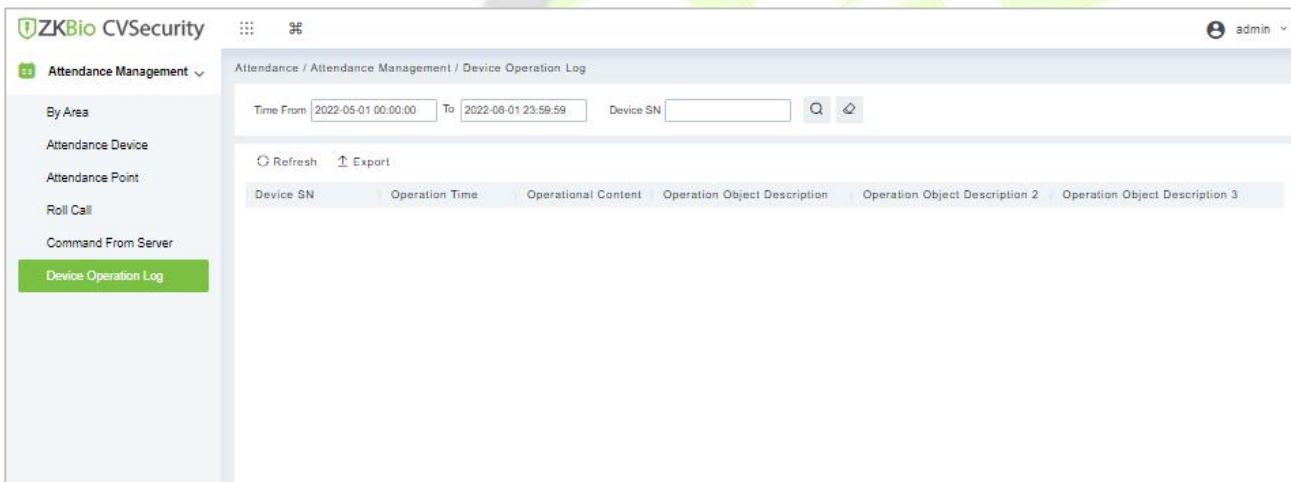 ZKBio CVSecurity
admin
Attendance Management
Attendance / Attendance Management / Device Operation Log
By Area
Attendance Device
Attendance Point
Roll Call
Command From Server
Device Operation Log
Time From 2022-05-01 00:00:00 To 2022-08-01 23:59:59 Device SN
Refresh Export
Device SN Operation Time Operational Content Operation Object Description Operation Object Description 2 Operation Object Description 3